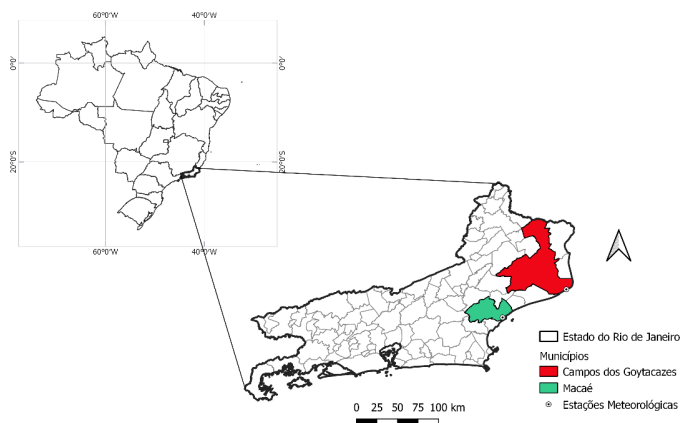 60°0'W 40°0'W
0°0' 0°0'
20°0'S 20°0'S
60°0'W 40°0'W
Estado do Rio de Janeiro
Municípios
Campos dos Goytacazes
Macaé
Estações Meteorológicas
0 25 50 75 100 km